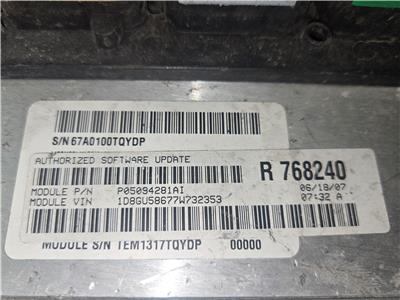 S/N 67A0100TQYDP
AUTHORIZED SOFTWARE UPDATE
R 768240
MODULE P/N P05094281AI 06/18/07
MODULE VIN 1D8GU58677W732353 07:32 A
MODULE S/N TEM1317TQYDP 00000